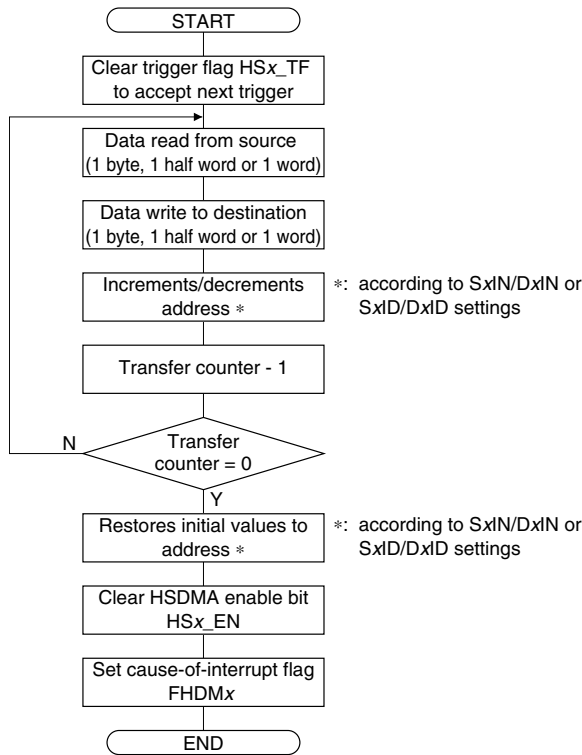 START
Clear trigger flag HSx_TF
to accept next trigger
Data read from source
(1 byte, 1 half word or 1 word)
Data write to destination
(1 byte, 1 half word or 1 word)
Increments/decrements
address *
*: according to SxIN/DxIN or
SxID/DxID settings
Transfer counter - 1
Transfer
counter = 0
N
Y
Restores initial values to
address *
*: according to SxIN/DxIN or
SxID/DxID settings
Clear HSDMA enable bit
HSx_EN
Set cause-of-interrupt flag
FHDMx
END